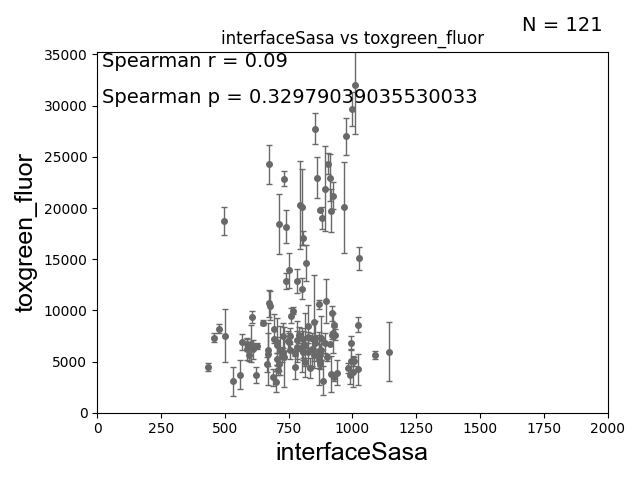 N = 121
interfaceSasa vs toxgreen_fluor
Spearman r = 0.09
Spearman p = 0.32979039035530033
toxgreen_fluor
35000
30000
25000
20000
15000
10000
5000
0
0 250 500 750 1000 1250 1500 1750 2000
interfaceSasa